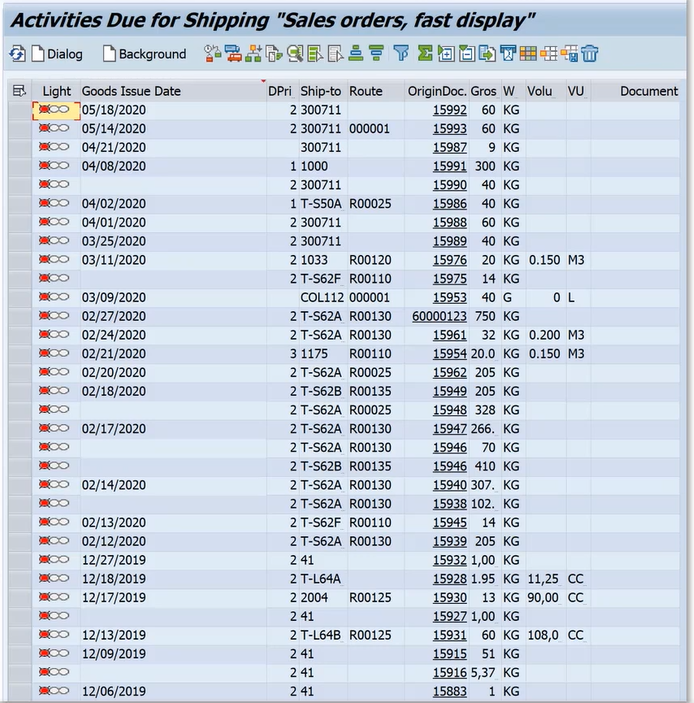 Activities Due for Shipping "Sales orders, fast display"
Dialog Background
Light Goods Issue Date DPri Ship-to Route OriginDoc. Gros W Volu VU Document
05/18/2020 2 300711 15992 60 KG
05/14/2020 2 300711 000001 15993 60 KG
04/21/2020 300711 15987 9 KG
04/08/2020 1 1000 15991 300 KG
2 300711 15990 40 KG
04/02/2020 1 T-S50A R00025 15986 40 KG
04/01/2020 2 300711 15988 60 KG
03/25/2020 2 300711 15989 40 KG
03/11/2020 2 1033 R00120 15976 20 KG 0.150 M3
2 T-S62F R00110 15975 14 KG
03/09/2020 COL112 000001 15953 40 G 0 L
02/27/2020 2 T-S62A R00130 60000123 750 KG
02/24/2020 2 T-S62A R00130 15961 32 KG 0.200 M3
02/21/2020 3 1175 R00110 15954 20.0 KG 0.150 M3
02/20/2020 2 T-S62A R00025 15962 205 KG
02/18/2020 2 T-S62B R00135 15949 205 KG
2 T-S62A R00025 15948 328 KG
02/17/2020 2 T-S62A R00130 15947 266. KG
2 T-S62A R00130 15946 70 KG
2 T-S62B R00135 15946 410 KG
02/14/2020 2 T-S62A R00130 15940 307. KG
2 T-S62A R00130 15938 102. KG
02/13/2020 2 T-S62F R00110 15945 14 KG
02/12/2020 2 T-S62A R00130 15939 205 KG
12/27/2019 2 41 15932 1,00 KG
12/18/2019 2 T-L64A 15928 1.95 KG 11,25 CC
12/17/2019 2 2004 R00125 15930 13 KG 90,00 CC
2 41 15927 1,00 KG
12/13/2019 2 T-L64B R00125 15931 60 KG 108,0 CC
12/09/2019 2 41 15915 51 KG
2 41 15916 5,37 KG
12/06/2019 2 41 15883 1 KG